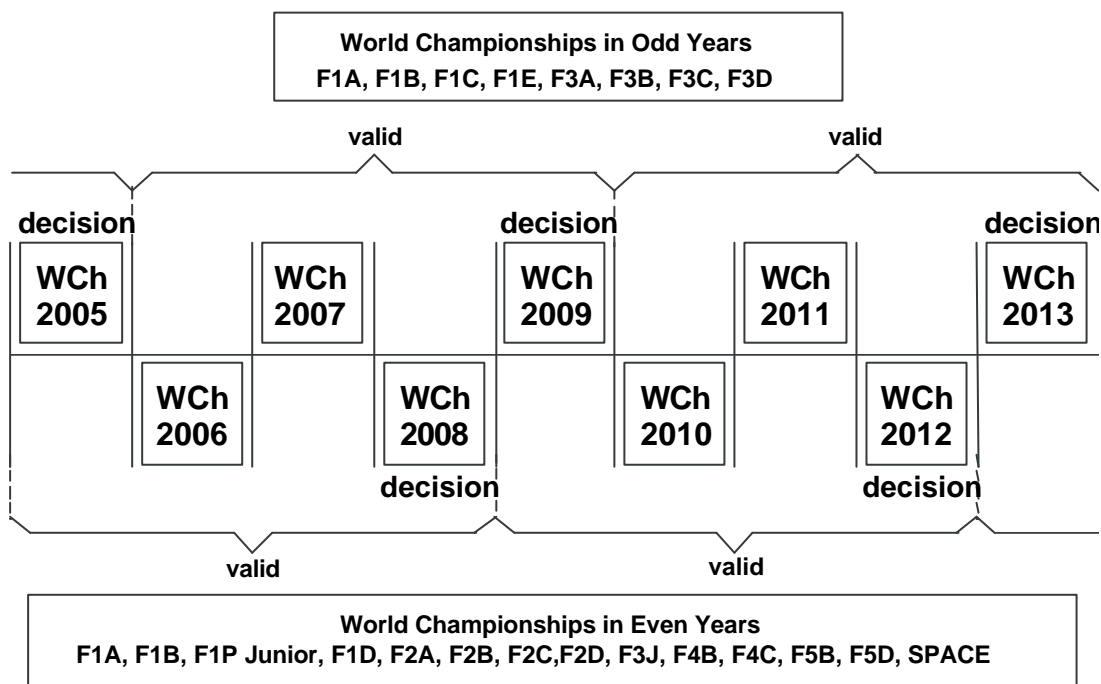 World Championships in Odd Years
F1A, F1B, F1C, F1E, F3A, F3B, F3C, F3D
valid
valid
decision
decision
decision
WCh
2005
WCh
2007
WCh
2009
WCh
2011
WCh
2013
WCh
2006
WCh
2008
WCh
2010
WCh
2012
decision
decision
valid
valid
World Championships in Even Years
F1A, F1B, F1P Junior, F1D, F2A, F2B, F2C,F2D, F3J, F4B, F4C, F5B, F5D, SPACE